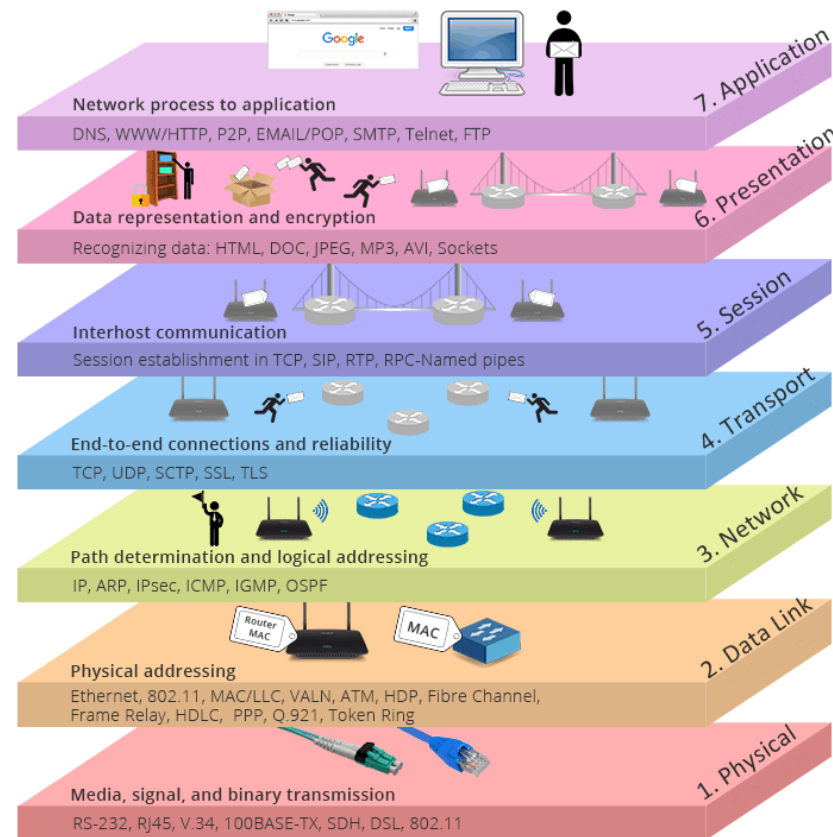 Google
7. Application
Network process to application
DNS, WWW/HTTP, P2P, EMAIL/POP, SMTP, Telnet, FTP
6. Presentation
Data representation and encryption
Recognizing data: HTML, DOC, JPEG, MP3, AVI, Sockets
5. Session
Interhost communication
Session establishment in TCP, SIP, RTP, RPC-Named pipes
4. Transport
End-to-end connections and reliability
TCP, UDP, SCTP, SSL, TLS
3. Network
Path determination and logical addressing
IP, ARP, IPsec, ICMP, IGMP, OSPF
Router
MAC
MAC
2. Data Link
Physical addressing
Ethernet, 802.11, MAC/LLC, VALN, ATM, HDP, Fibre Channel,
Frame Relay, HDLC, PPP, Q.921, Token Ring
1. Physical
Media, signal, and binary transmission
RS-232, RJ45, V.34, 100BASE-TX, SDH, DSL, 802.11